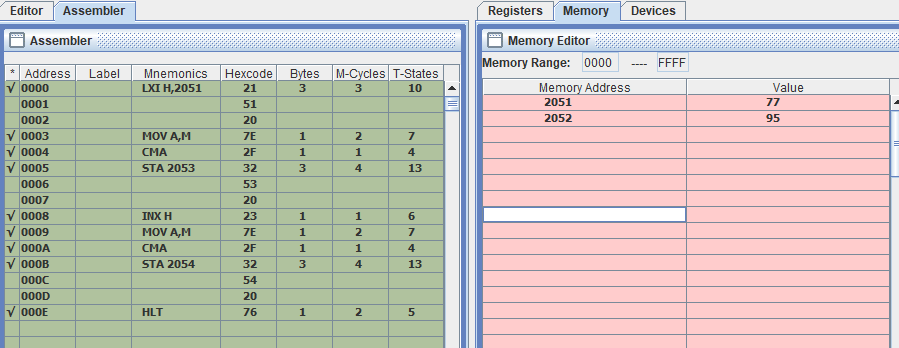 Editor Assembler
Assembler
* Address Label Mnemonics Hexcode Bytes M-Cycles T-States
√ 0000 LXI H,2051 21 3 3 10
0001 51
0002 20
√ 0003 MOV A,M 7E 1 2 7
√ 0004 CMA 2F 1 1 4
√ 0005 STA 2053 32 3 4 13
0006 53
0007 20
√ 0008 INX H 23 1 1 6
√ 0009 MOV A,M 7E 1 2 7
√ 000A CMA 2F 1 1 4
√ 000B STA 2054 32 3 4 13
000C 54
000D 20
√ 000E HLT 76 1 2 5
Registers Memory Devices
Memory Editor
Memory Range: 0000 ---- FFFF
Memory Address Value
2051 77
2052 95